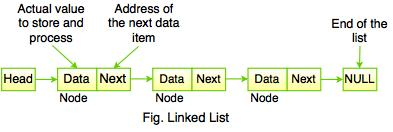 Actual value
to store and
process
Address of
the next data
item
End of the
list
Head
Data Next
Data Next
Data Next
NULL
Node
Node
Node
Fig. Linked List